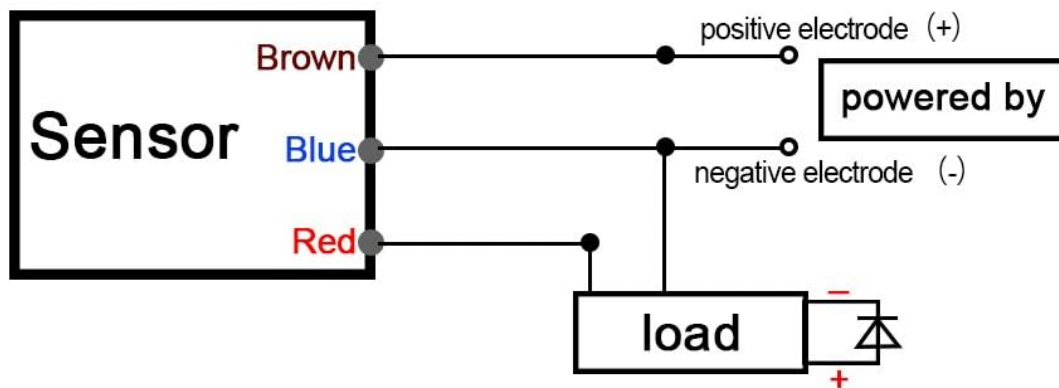 positive electrode (+)
Brown
powered by
Sensor
Blue
negative electrode (-)
Red
−
load
+